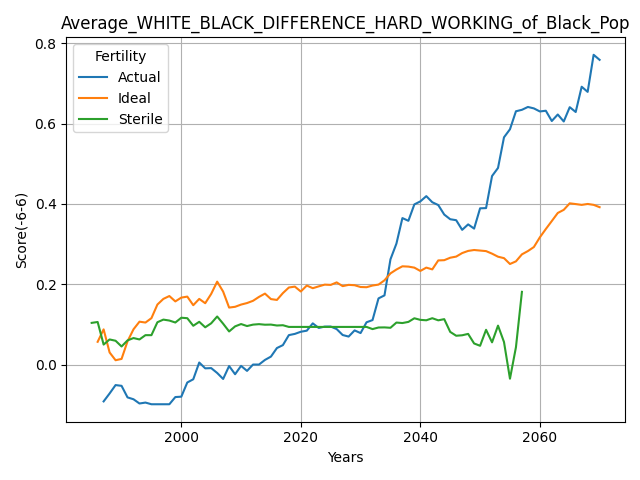 Average_WHITE_BLACK_DIFFERENCE_HARD_WORKING_of_Black_Pop
Fertility
Actual
Ideal
Sterile
Score(-6-6)
0.8
0.6
0.4
0.2
0.0
2000 2020 2040 2060
Years